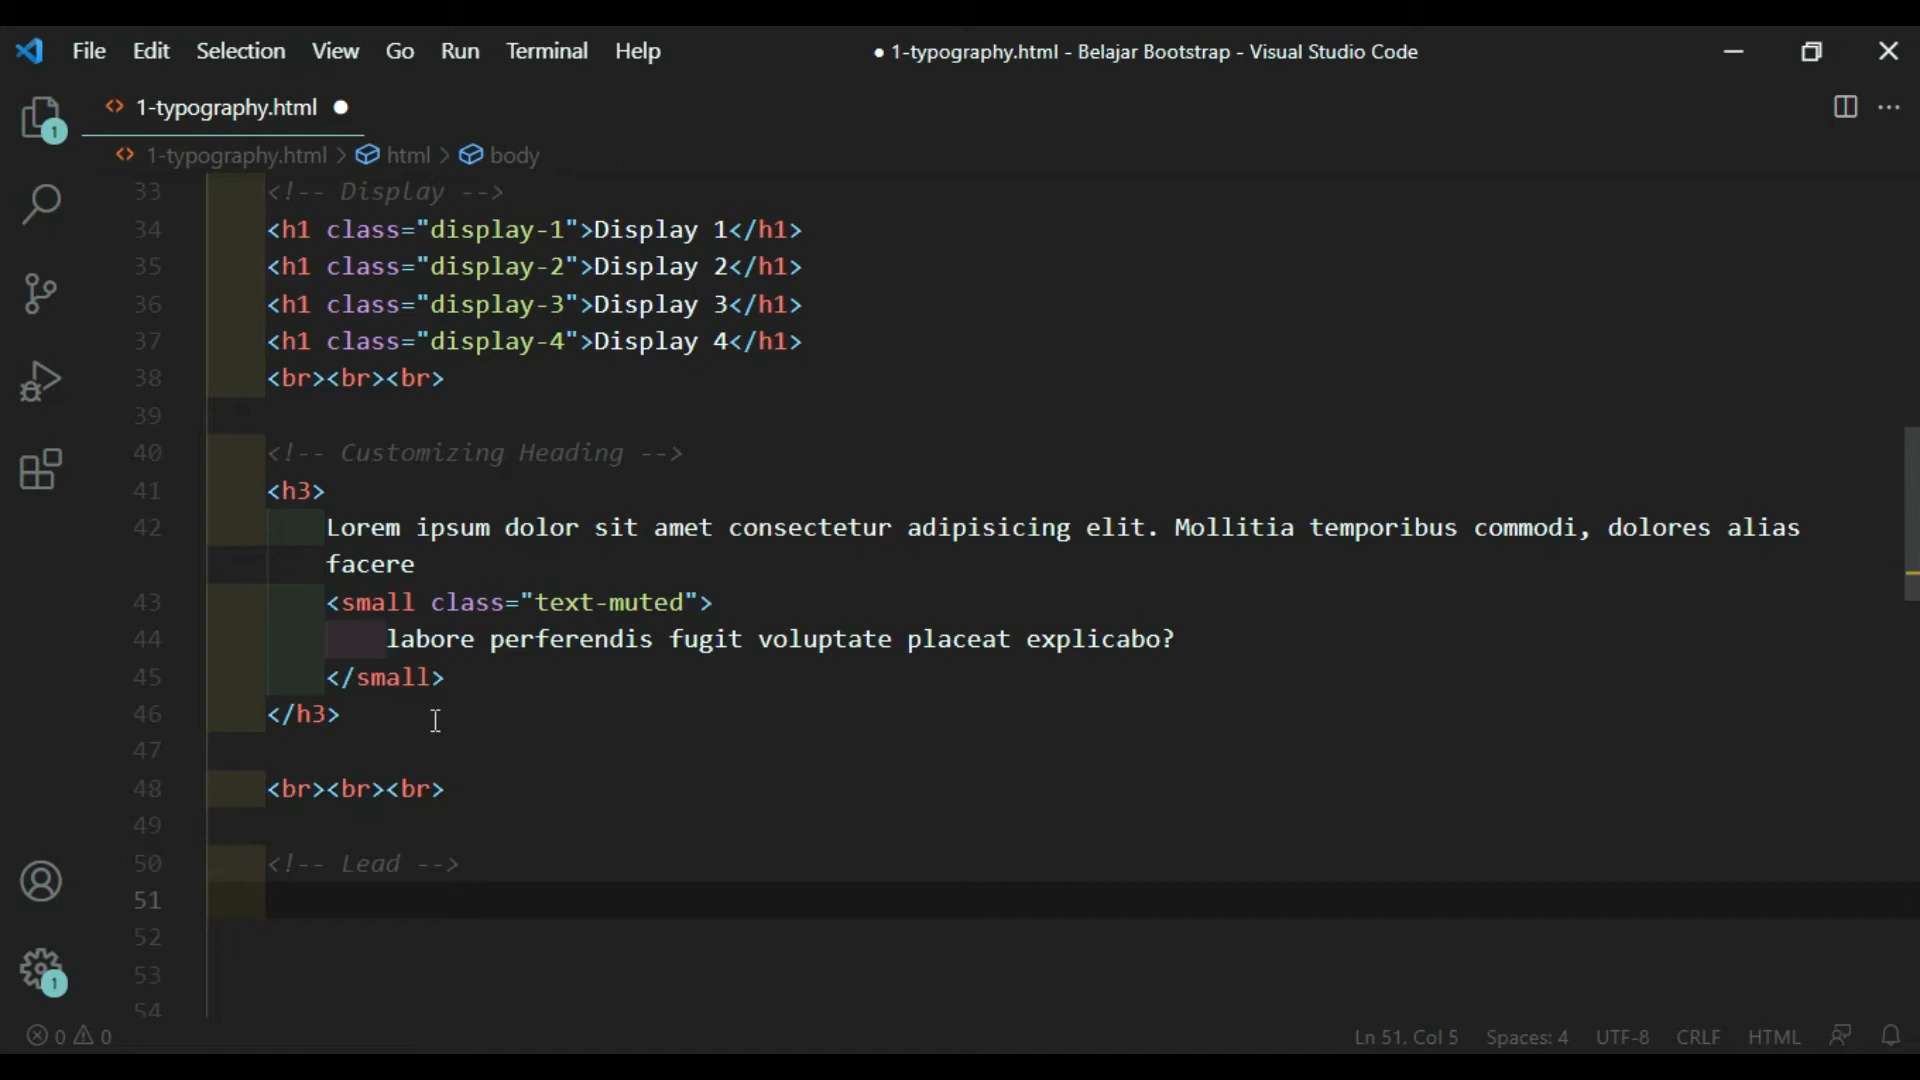 File Edit Selection View Go Run Terminal Help ● 1-typography.html - Belajar Bootstrap - Visual Studio Code
1-typography.html ●
1-typography.html > html > body
33 <!-- Display -->
34 <h1 class="display-1">Display 1</h1>
35 <h1 class="display-2">Display 2</h1>
36 <h1 class="display-3">Display 3</h1>
37 <h1 class="display-4">Display 4</h1>
38 <br><br><br>
39
40 <!-- Customizing Heading -->
41 <h3>
42 Lorem ipsum dolor sit amet consectetur adipisicing elit. Mollitia temporibus commodi, dolores alias
facere
43 <small class="text-muted">
44 labore perferendis fugit voluptate placeat explicabo?
45 </small>
46 </h3>
47
48 <br><br><br>
49
50 <!-- Lead -->
51
52
53
54
1
1
0 0 Ln 51, Col 5 Spaces: 4 UTF-8 CRLF HTML